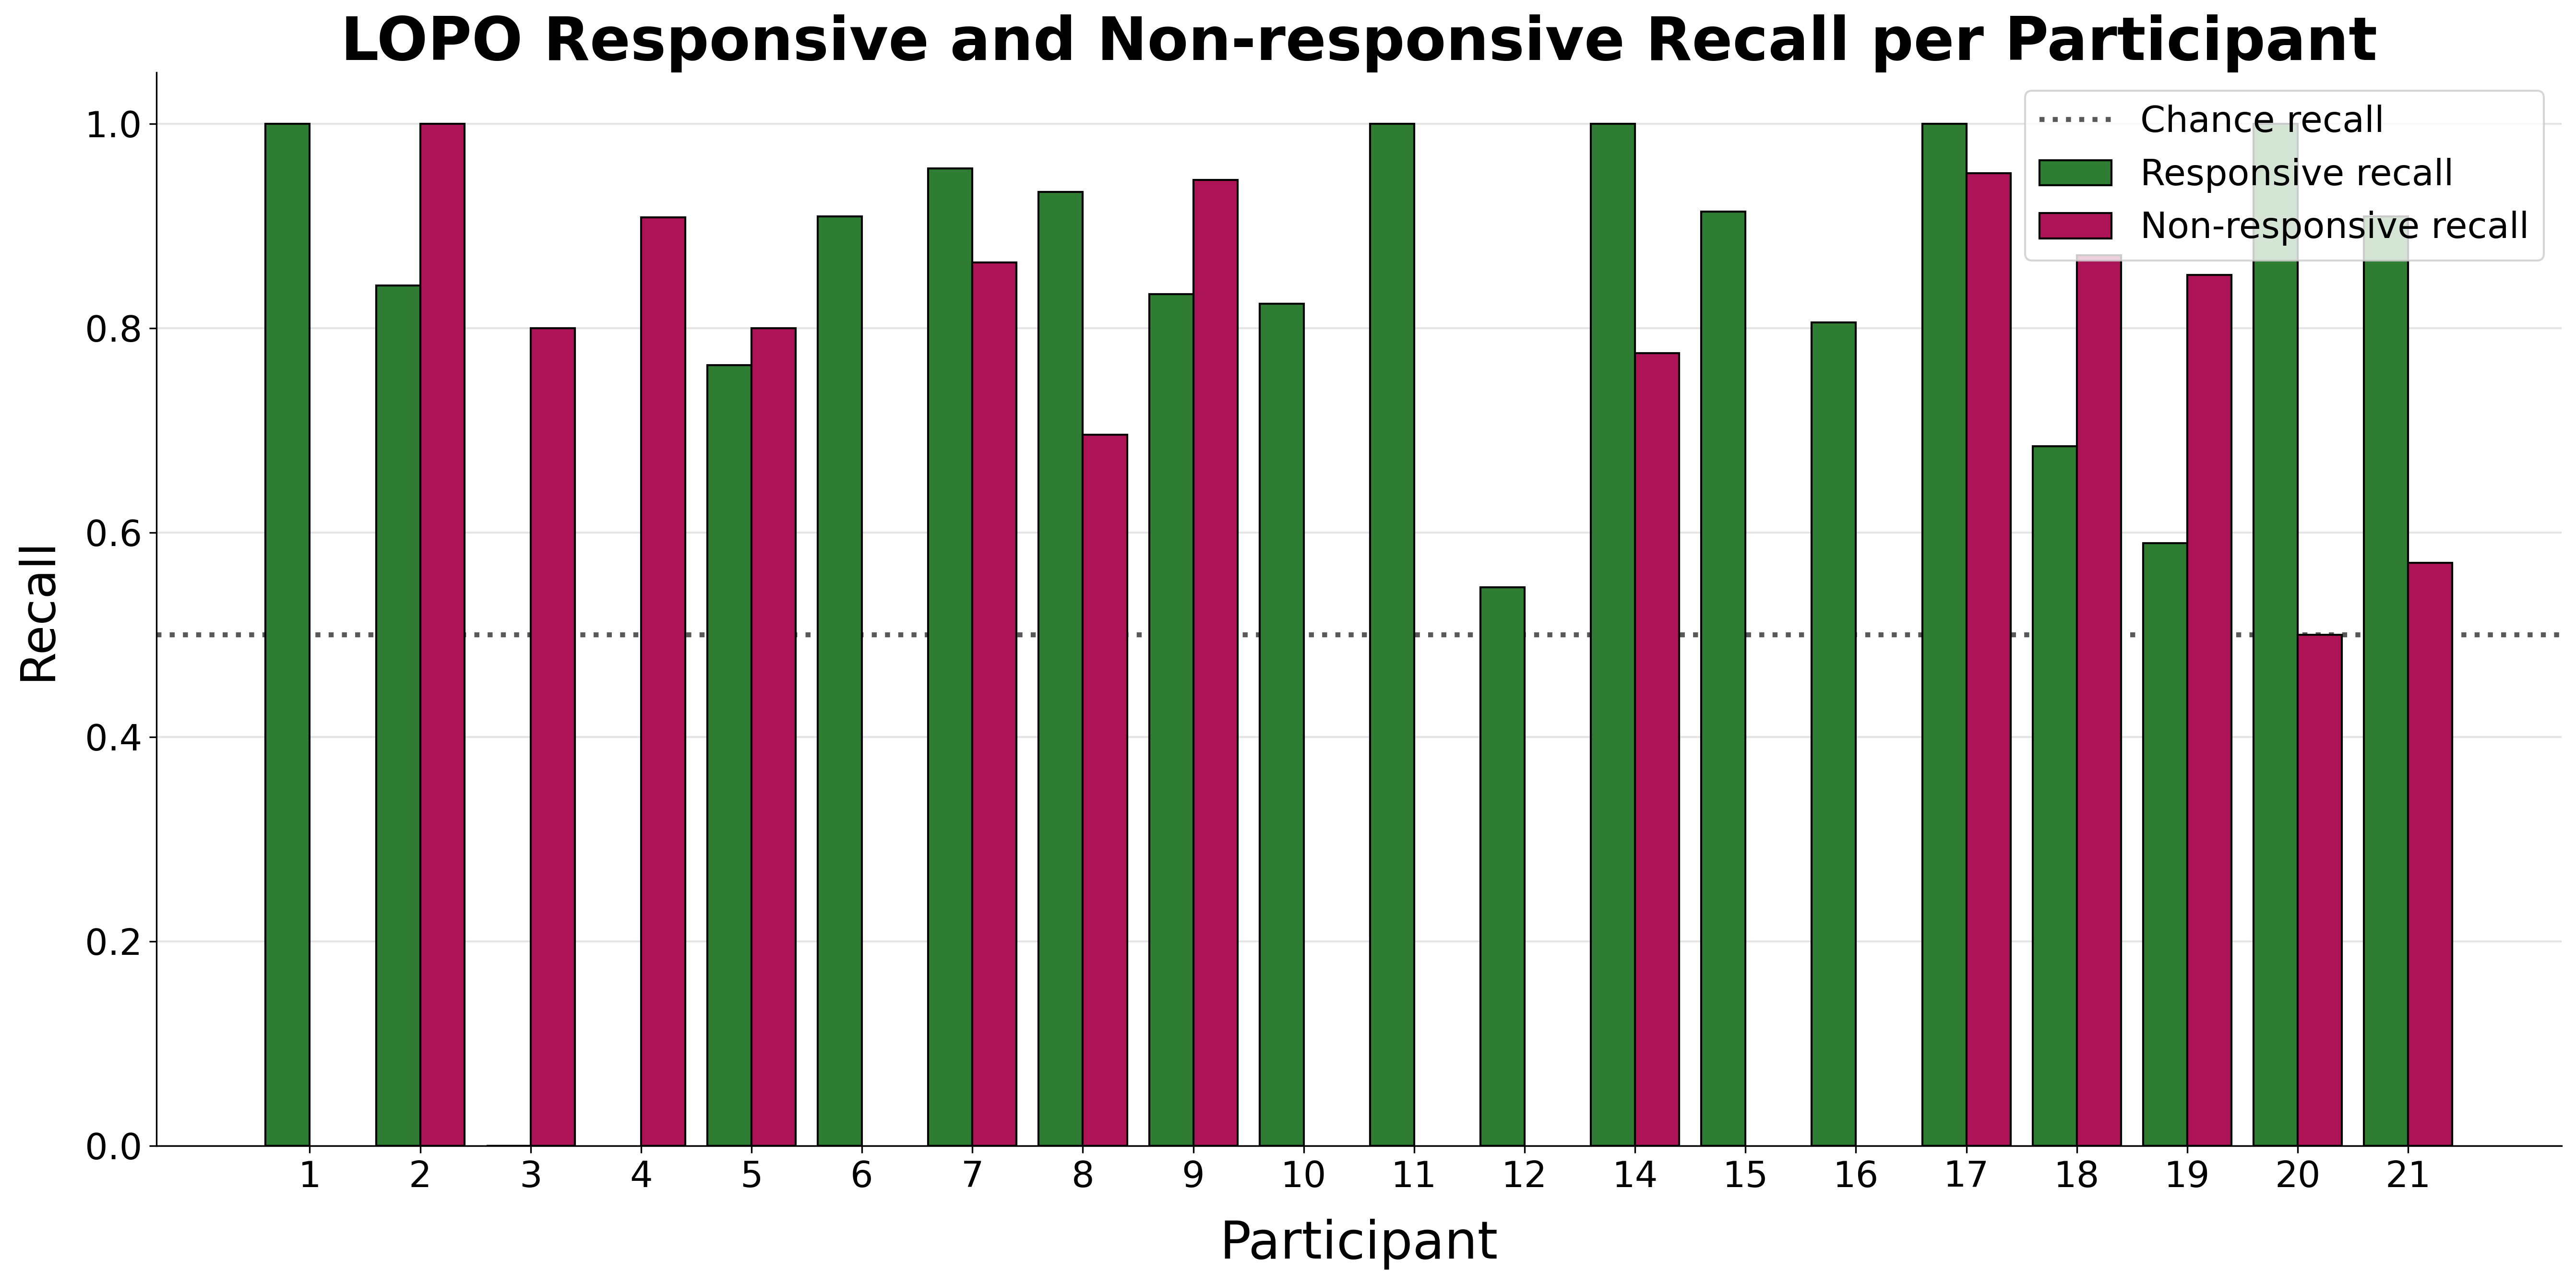 LOPO Responsive and Non-responsive Recall per Participant
Chance recall
Responsive recall
Non-responsive recall
1.0
0.8
0.6
0.4
0.2
0.0
Recall
1 2 3 4 5 6 7 8 9 10 11 12 14 15 16 17 18 19 20 21
Participant